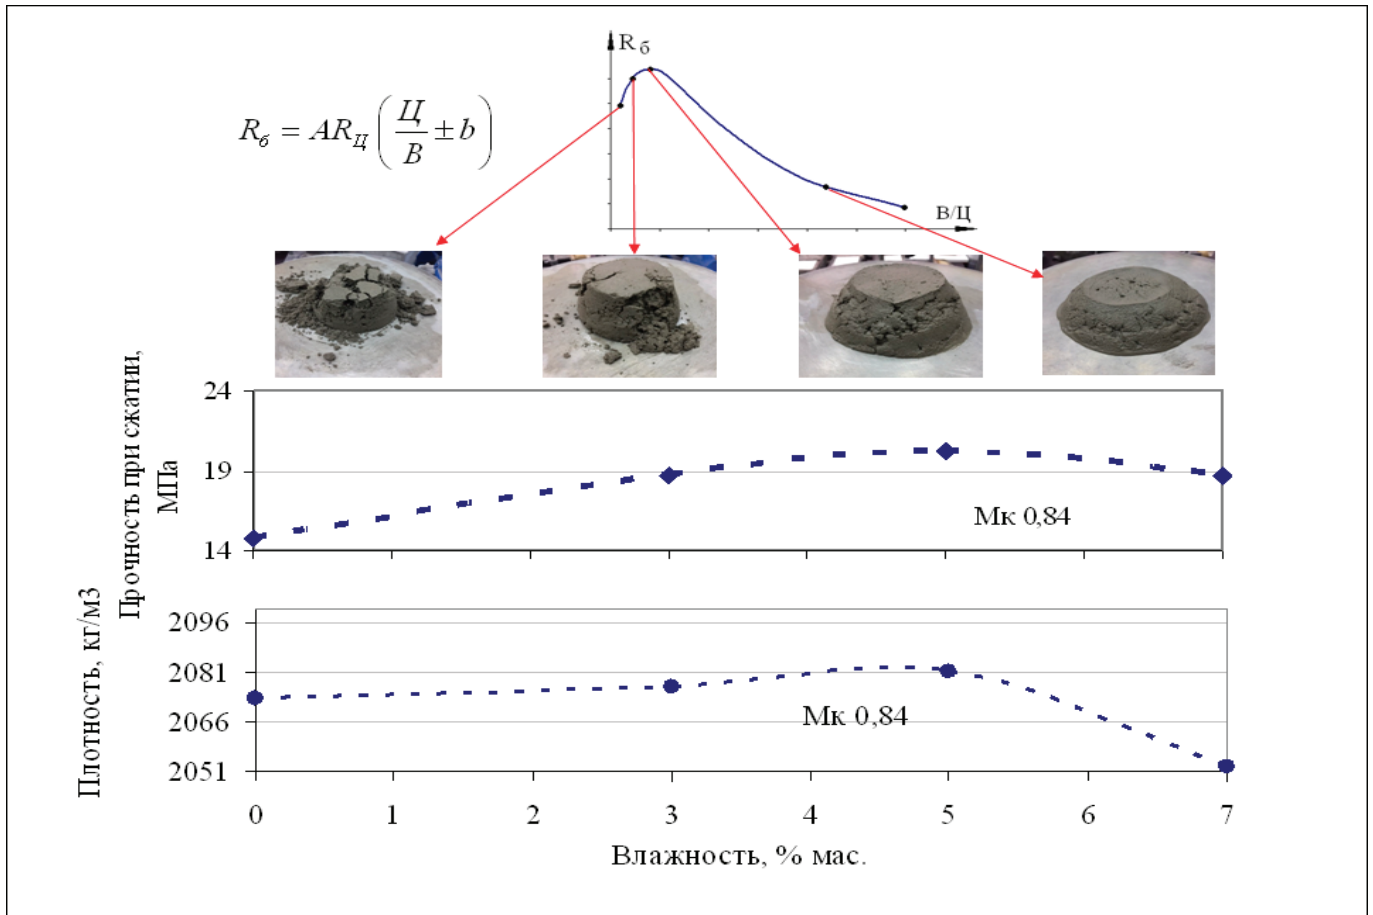 R б
R_б = AR_Ц ( Ц/В ± b )
В/Ц
Прочность при сжатии,
МПа
24
19
14
Мк 0,84
Плотность, кг/м3
2096
2081
2066
2051
Мк 0,84
0 1 2 3 4 5 6 7
Влажность, % мас.